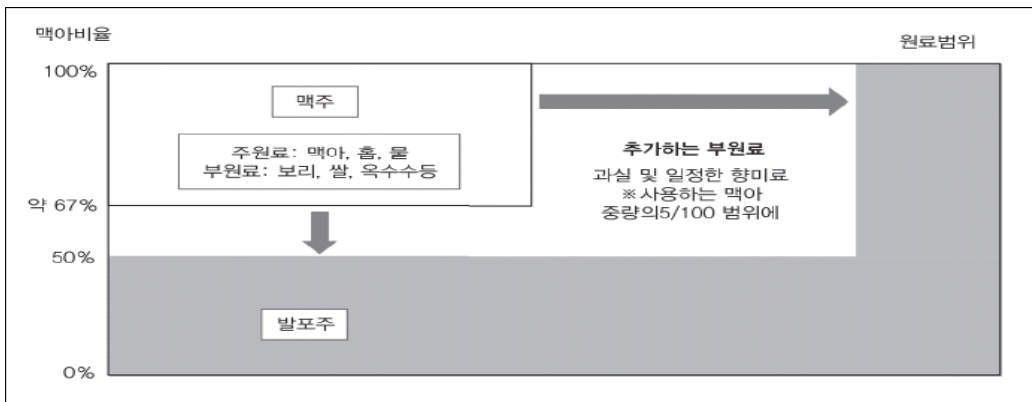 맥아비율
원료범위
100%
맥주
주원료: 맥아, 홉, 물
부원료: 보리, 쌀, 옥수수등
추가하는 부원료
과실 및 일정한 향미료
※사용하는 맥아
중량의5/100 범위에
약 67%
50%
발포주
0%